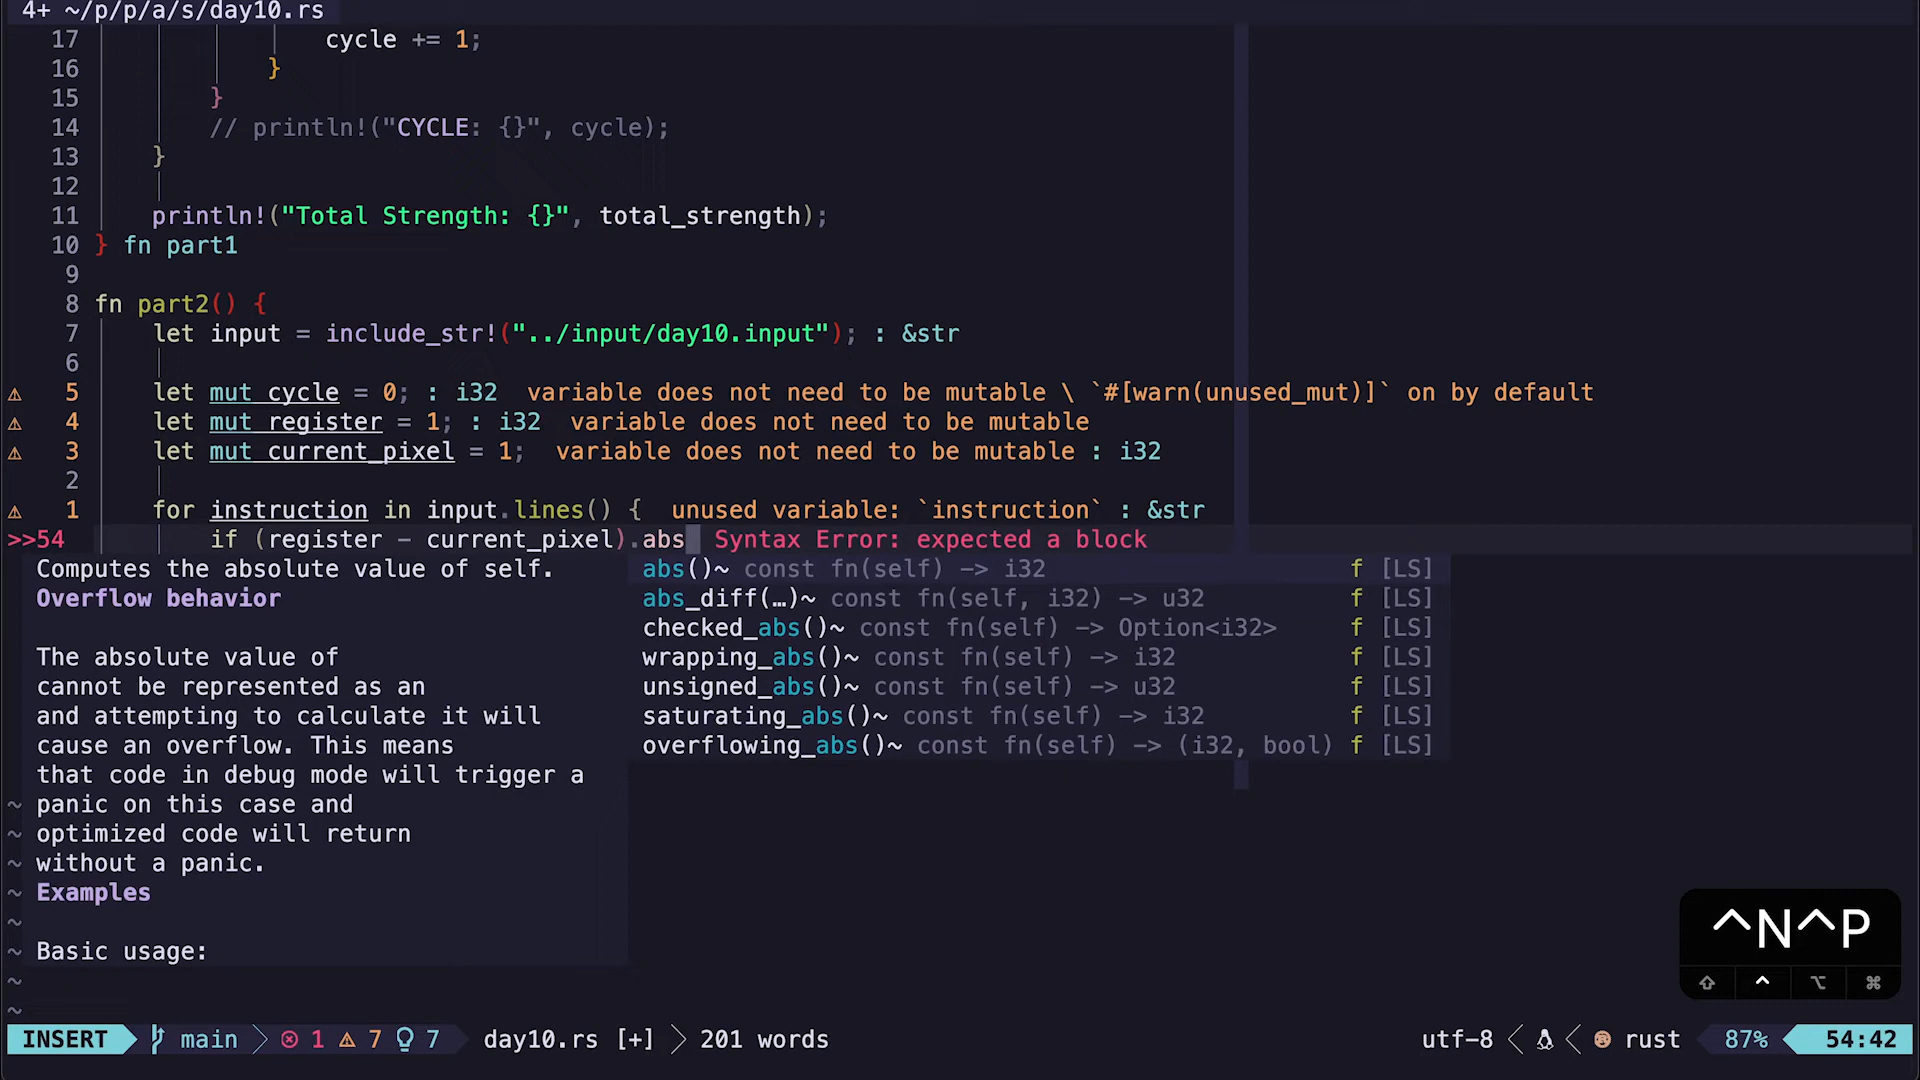 4+ ~/p/p/a/s/day10.rs
17 cycle += 1;
16 }
15 }
14 // println!("CYCLE: {}", cycle);
13 }
12
11 println!("Total Strength: {}", total_strength);
10 } fn part1
9
8 fn part2() {
7 let input = include_str!("../input/day10.input"); : &str
6
⚠ 5 let mut cycle = 0; : i32 variable does not need to be mutable \ `#[warn(unused_mut)]` on by default
⚠ 4 let mut register = 1; : i32 variable does not need to be mutable
⚠ 3 let mut current_pixel = 1; variable does not need to be mutable : i32
2
⚠ 1 for instruction in input.lines() { unused variable: `instruction` : &str
>>54 if (register - current_pixel).abs Syntax Error: expected a block
Computes the absolute value of self. abs()~ const fn(self) -> i32 f [LS]
Overflow behavior abs_diff(…)~ const fn(self, i32) -> u32 f [LS]
checked_abs()~ const fn(self) -> Option<i32> f [LS]
The absolute value of wrapping_abs()~ const fn(self) -> i32 f [LS]
cannot be represented as an unsigned_abs()~ const fn(self) -> u32 f [LS]
and attempting to calculate it will saturating_abs()~ const fn(self) -> i32 f [LS]
cause an overflow. This means overflowing_abs()~ const fn(self) -> (i32, bool) f [LS]
that code in debug mode will trigger a
~ panic on this case and
~ optimized code will return
~ without a panic.
~ Examples
~
~ Basic usage:
~
~
^N^P
⇧ ^ ⌥ ⌘
INSERT main 1 ⚠ 7 7 day10.rs [+] 201 words utf-8 rust 87% 54:42